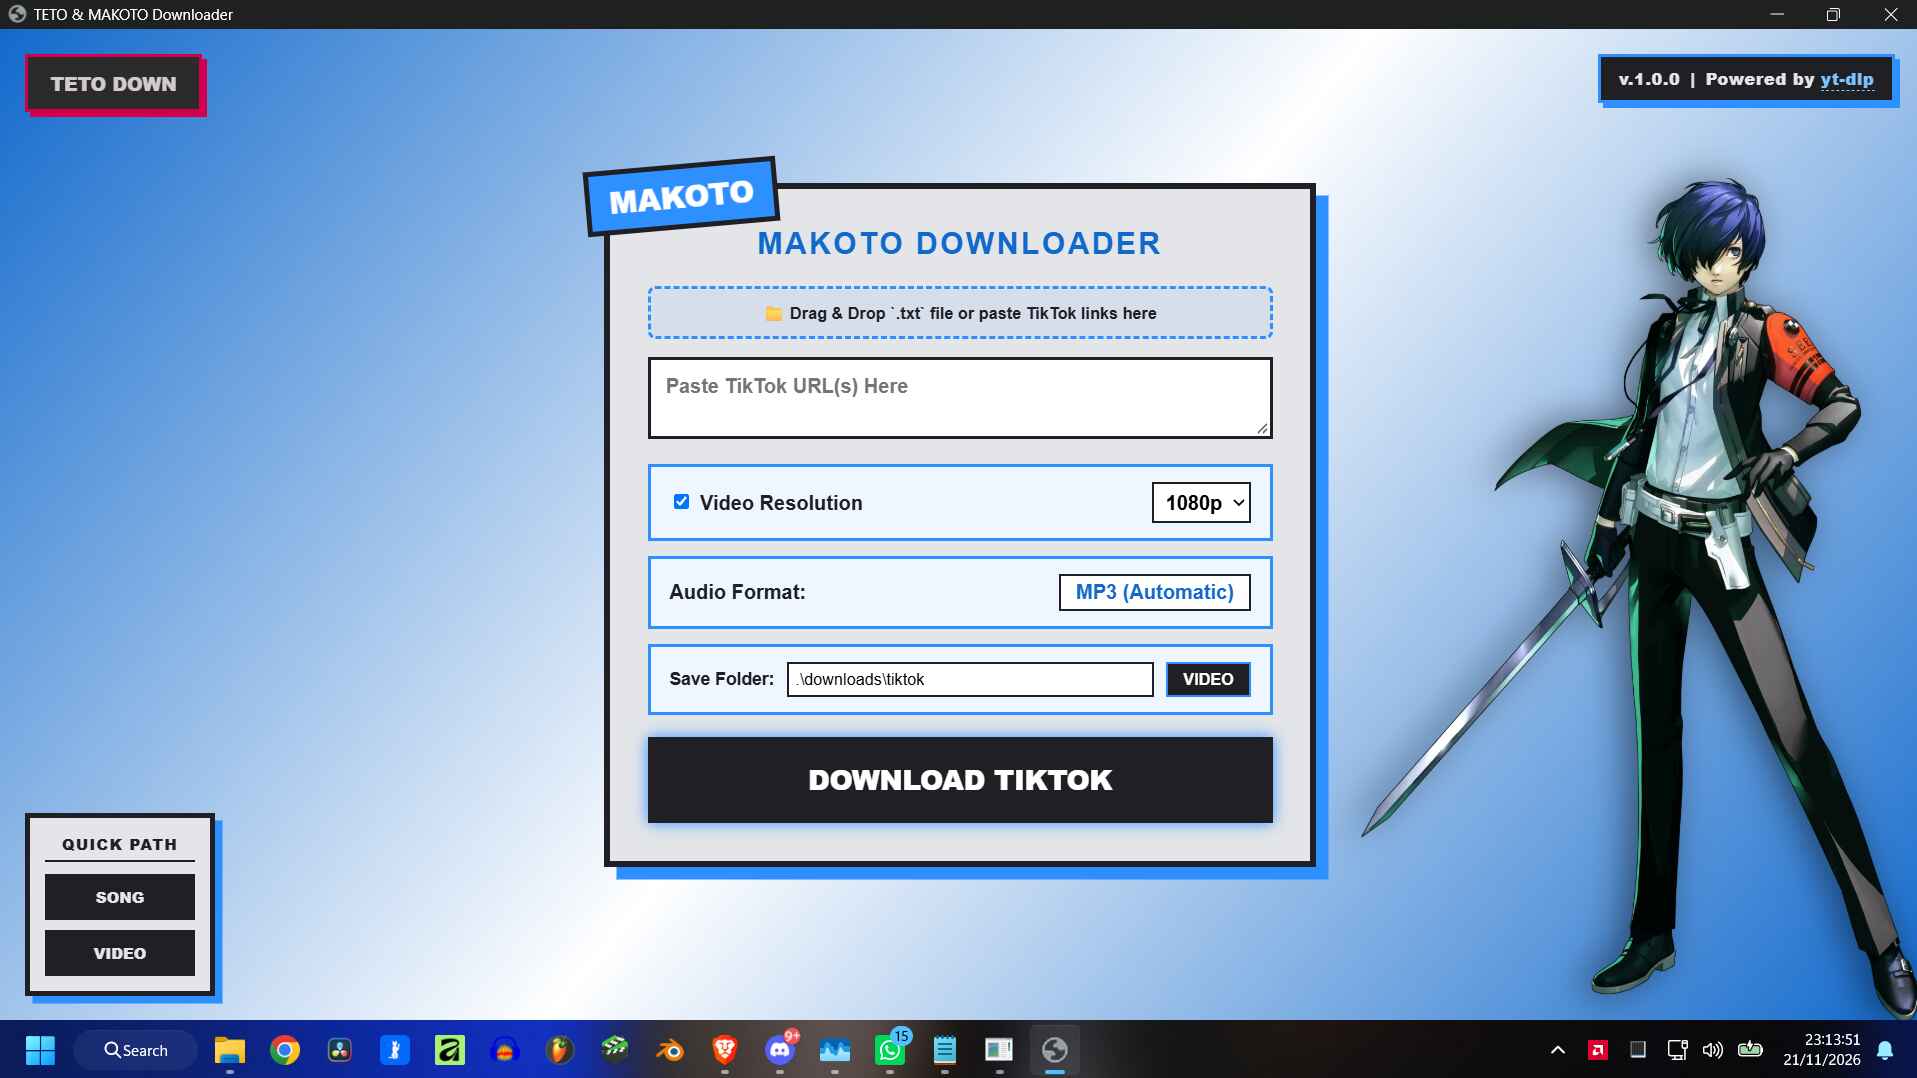 TETO & MAKOTO Downloader
TETO DOWN
v.1.0.0 | Powered by yt-dlp
MAKOTO
MAKOTO DOWNLOADER
Drag & Drop `.txt` file or paste TikTok links here
Paste TikTok URL(s) Here
Video Resolution
1080p
Audio Format:
MP3 (Automatic)
Save Folder:
.\downloads\tiktok
VIDEO
DOWNLOAD TIKTOK
QUICK PATH
SONG
VIDEO
Search
9+
15
23:13:51
21/11/2026